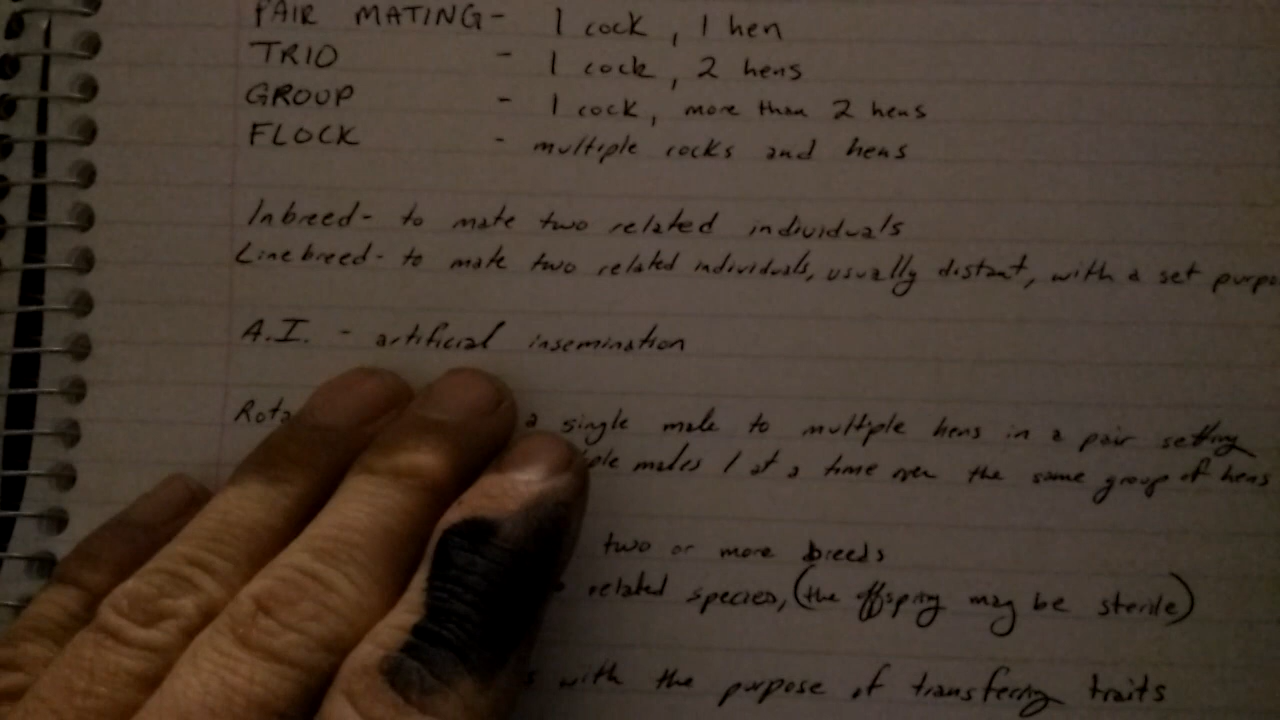 PAIR MATING - 1 cock, 1 hen
TRIO - 1 cock, 2 hens
GROUP - 1 cock, more than 2 hens
FLOCK - multiple cocks and hens
Inbreed - to mate two related individuals
Linebreed - to mate two related individuals, usually distant, with a set purpo
A.I. - artificial insemination
Rota a single male to multiple hens in a pair setting
ple males 1 at a time over the same group of hens
two or more breeds
related species, (the offspring may be sterile)
with the purpose of transferring traits